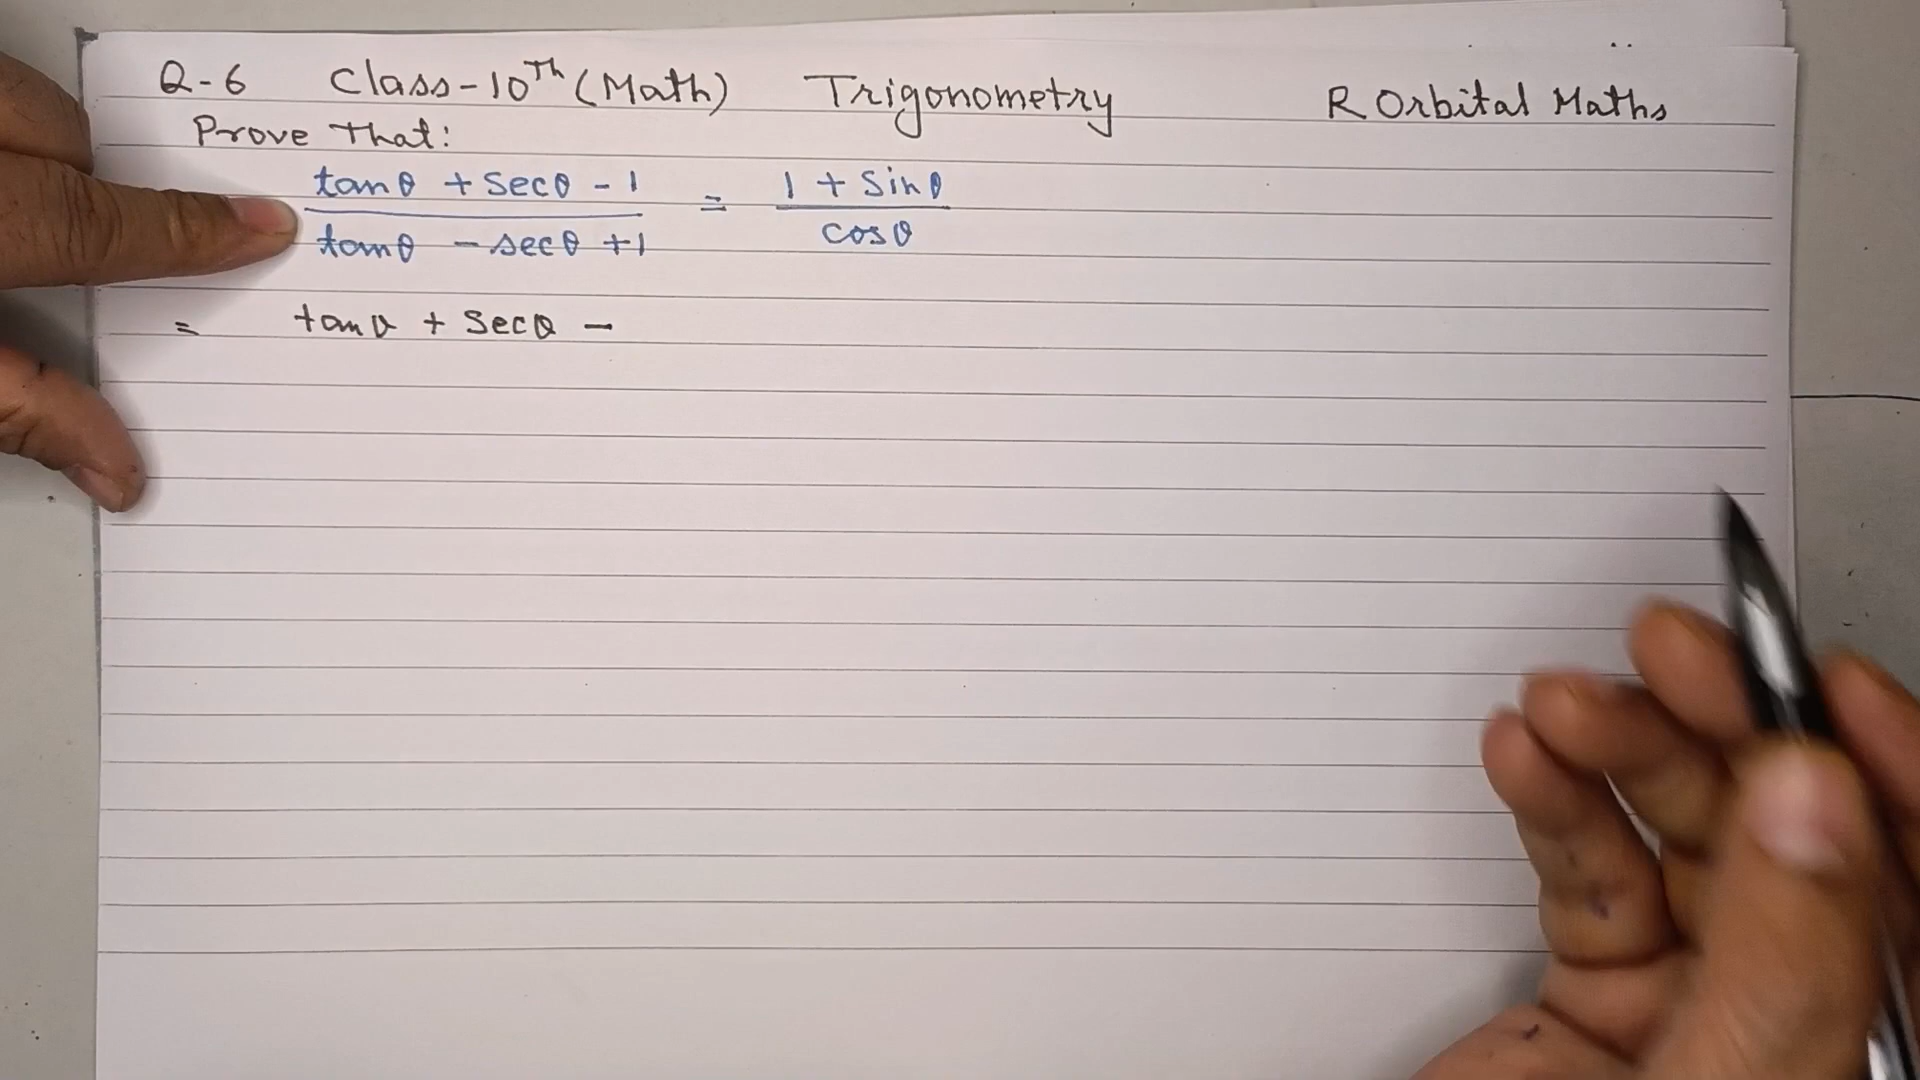 Q-6 Class-10Th (Math) Trigonometry R Orbital Maths
Prove That:
tanθ + secθ - 1 = 1 + sinθ
tanθ - secθ + 1 cosθ
= tanθ + secθ -